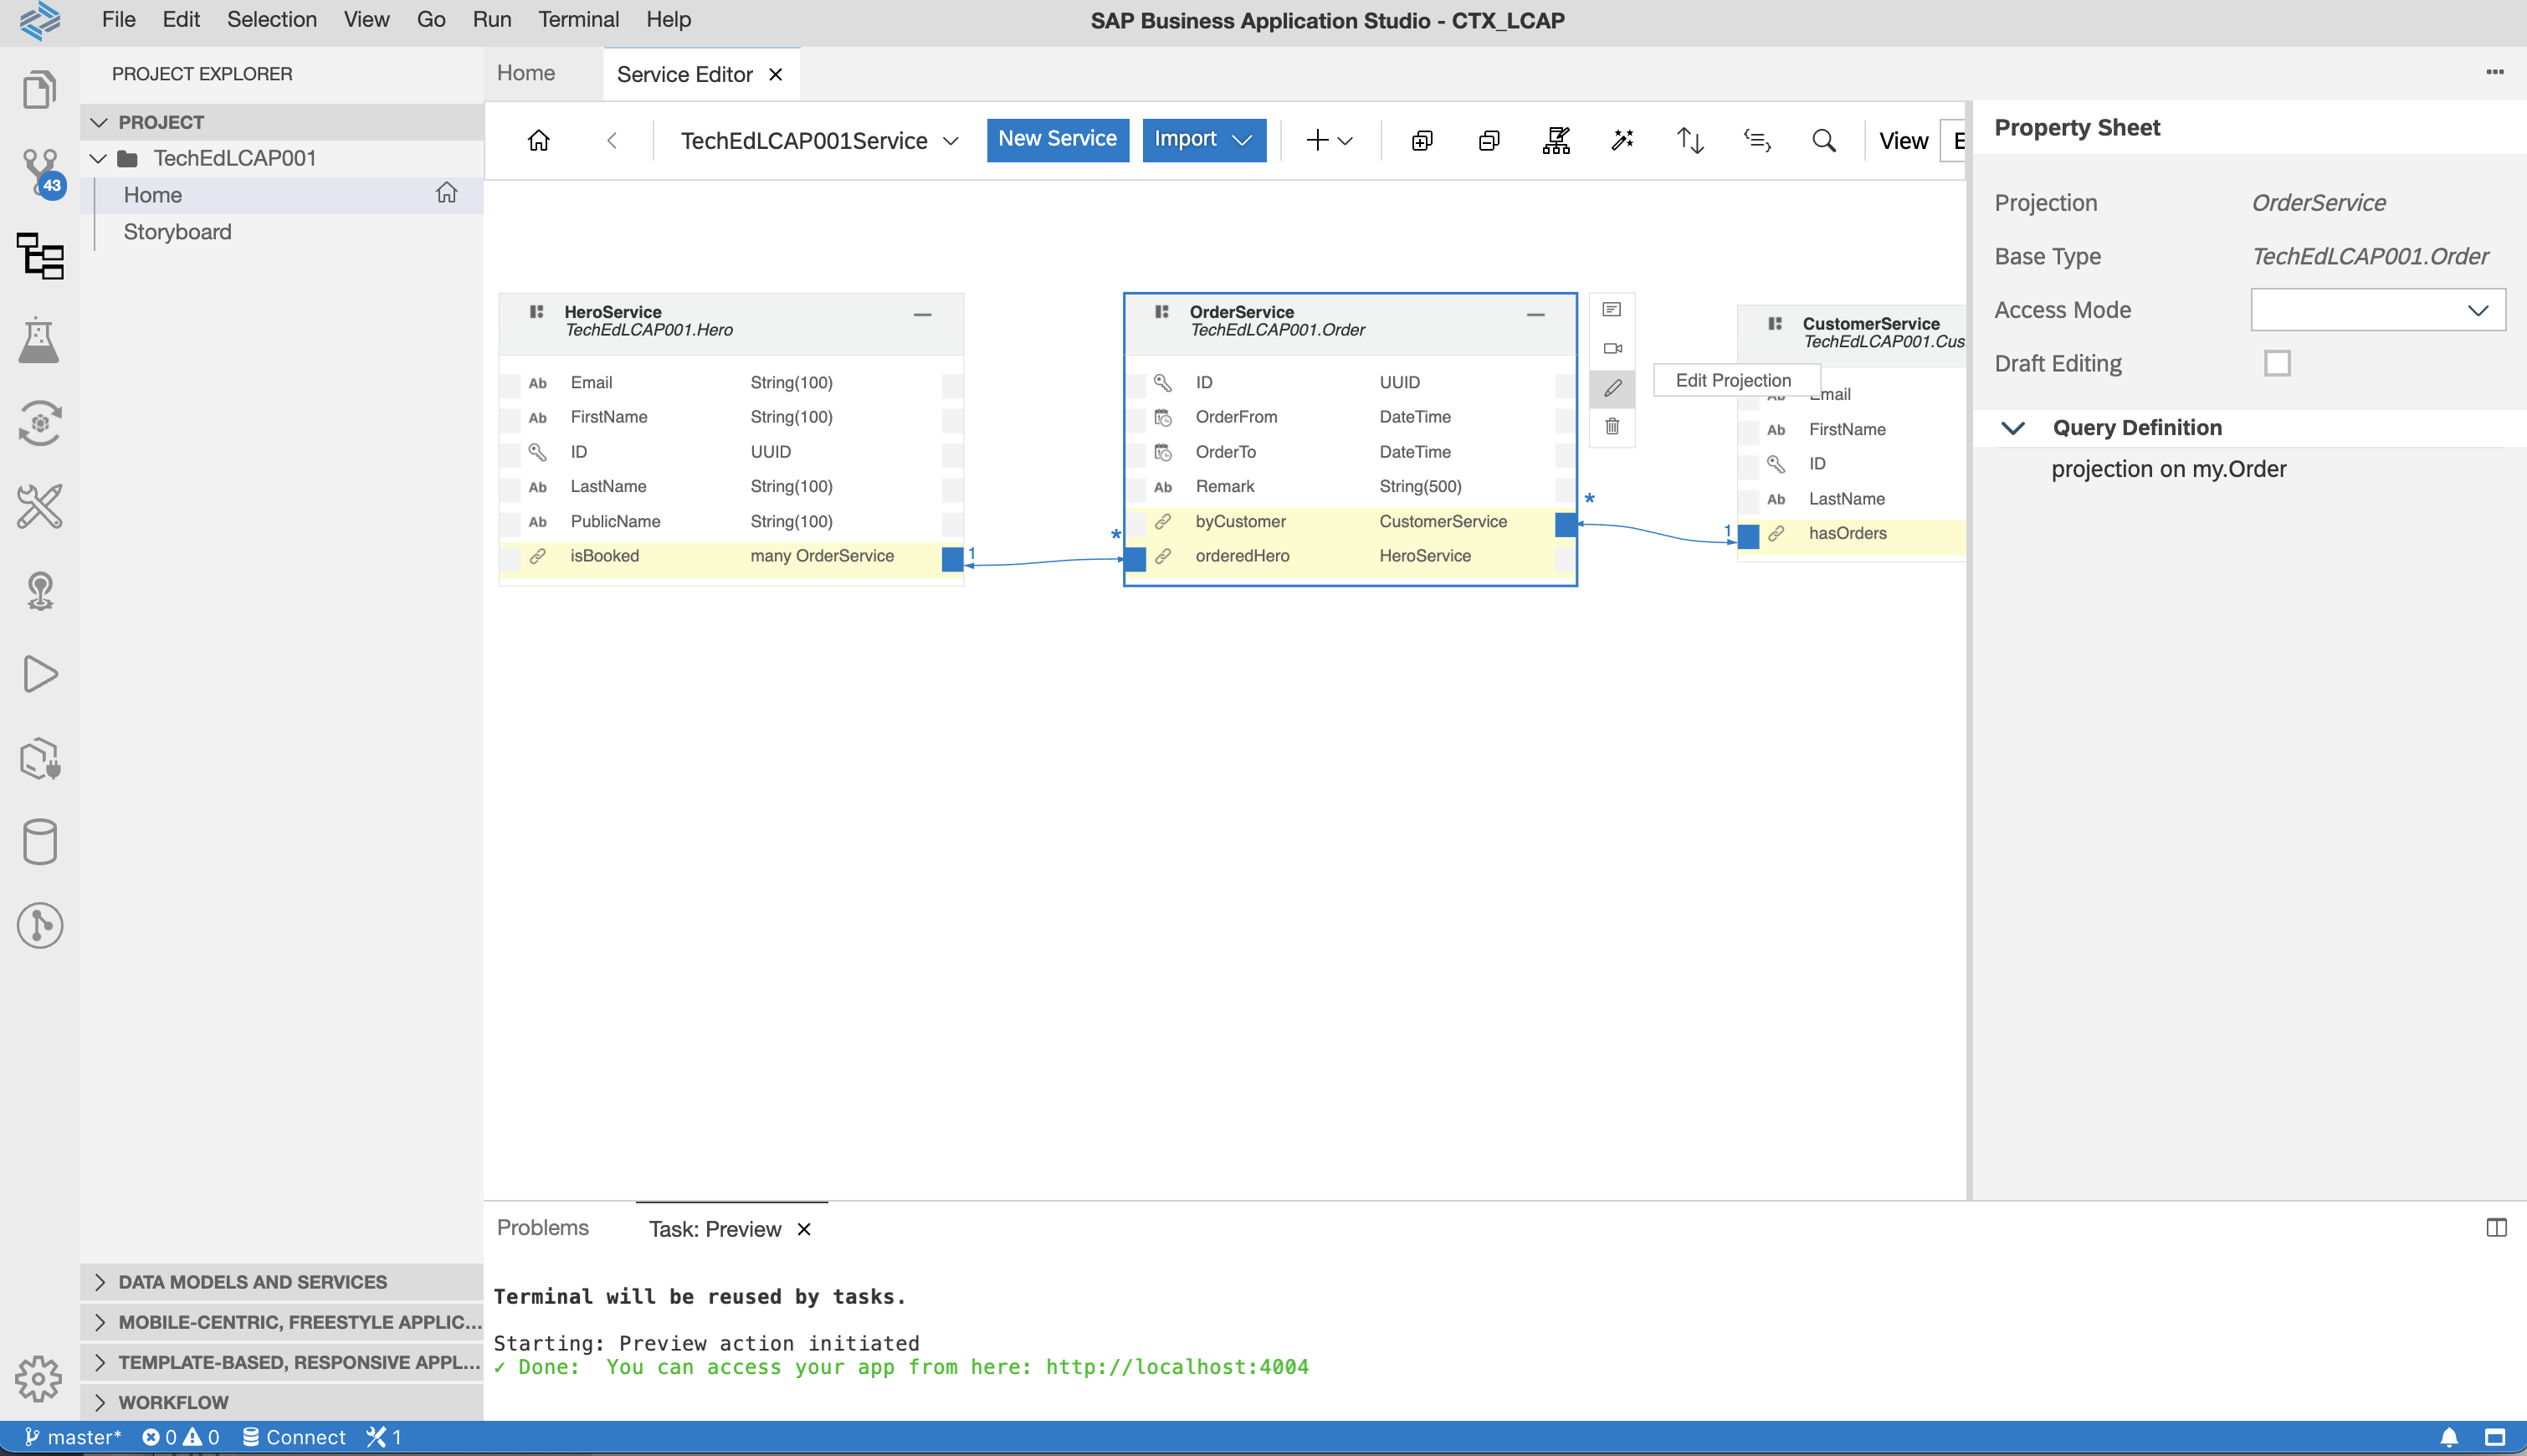 File Edit Selection View Go Run Terminal Help
SAP Business Application Studio - CTX_LCAP
PROJECT EXPLORER
PROJECT
TechEdLCAP001
Home
Storyboard
43
Home
Service Editor
TechEdLCAP001Service
New Service
Import
View
E
HeroService
TechEdLCAP001.Hero
Ab Email String(100)
Ab FirstName String(100)
ID UUID
Ab LastName String(100)
Ab PublicName String(100)
isBooked many OrderService
1
*
OrderService
TechEdLCAP001.Order
ID UUID
OrderFrom DateTime
OrderTo DateTime
Ab Remark String(500)
byCustomer CustomerService
orderedHero HeroService
*
1
Edit Projection
CustomerService
TechEdLCAP001.Cus
Ab Email
Ab FirstName
ID
Ab LastName
hasOrders
Property Sheet
Projection OrderService
Base Type TechEdLCAP001.Order
Access Mode
Draft Editing
Query Definition
projection on my.Order
Problems
Task: Preview
Terminal will be reused by tasks.
Starting: Preview action initiated
✓ Done: You can access your app from here: http://localhost:4004
DATA MODELS AND SERVICES
MOBILE-CENTRIC, FREESTYLE APPLIC...
TEMPLATE-BASED, RESPONSIVE APPL...
WORKFLOW
master* 0 0 Connect 1